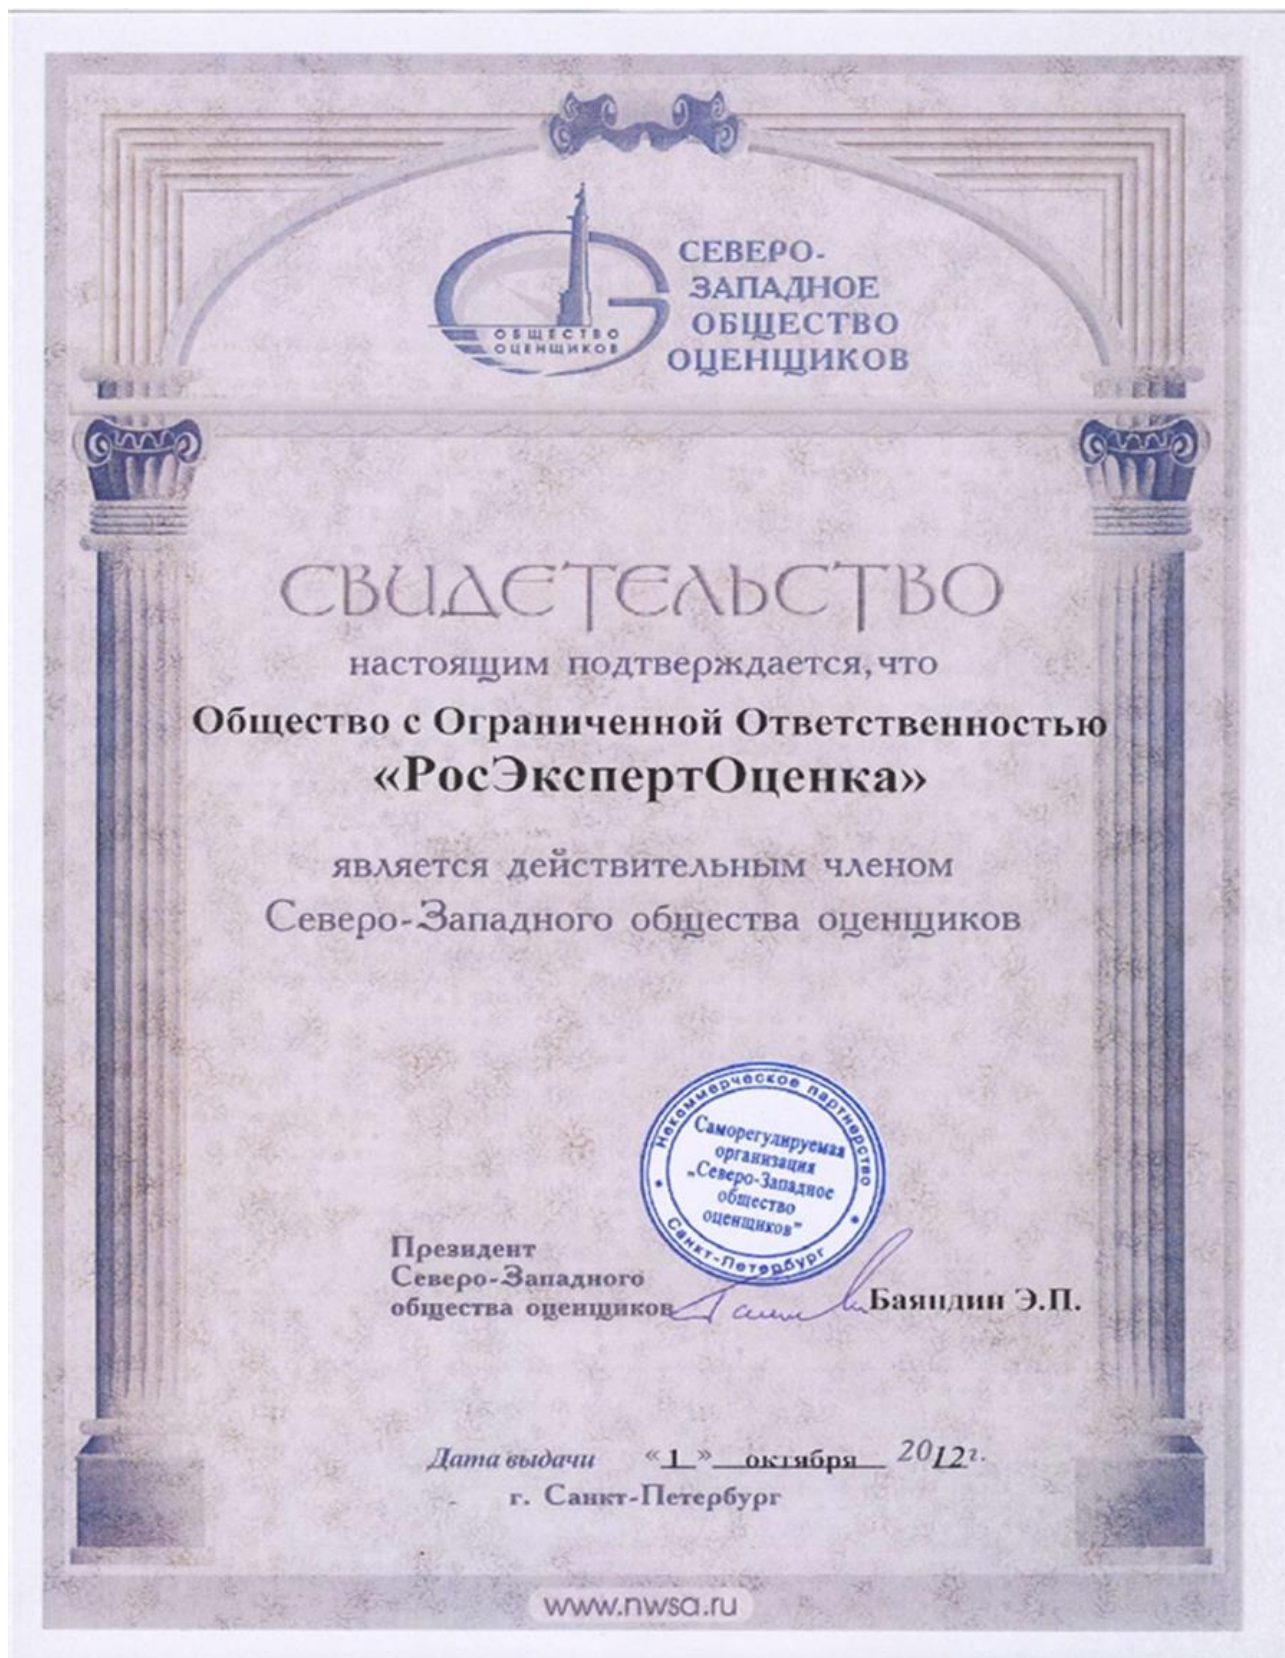 СЕВЕРО-
ЗАПАДНОЕ
ОБЩЕСТВО
ОЦЕНЩИКОВ
ОБЩЕСТВО
ОЦЕНЩИКОВ
СВИДЕТЕЛЬСТВО
настоящим подтверждается, что
Общество с Ограниченной Ответственностью
«РосЭкспертОценка»
является действительным членом
Северо-Западного общества оценщиков
Некоммерческое партнерство
Саморегулируемая
организация
„Северо-Западное
общество
оценщиков”
Санкт-Петербург
Президент
Северо-Западного
общества оценщиков
Баяндин Э.П.
Дата выдачи «1» октября 2012г.
г. Санкт-Петербург
www.nwsa.ru